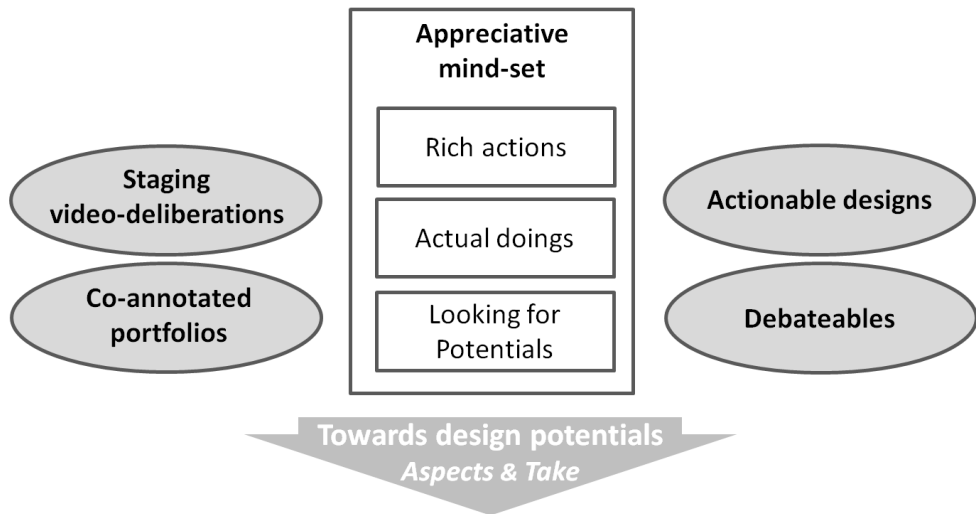 Appreciative
mind-set
Rich actions
Actual doings
Looking for
Potentials
Staging
video-deliberations
Co-annotated
portfolios
Actionable designs
Debateables
Towards design potentials
Aspects & Take